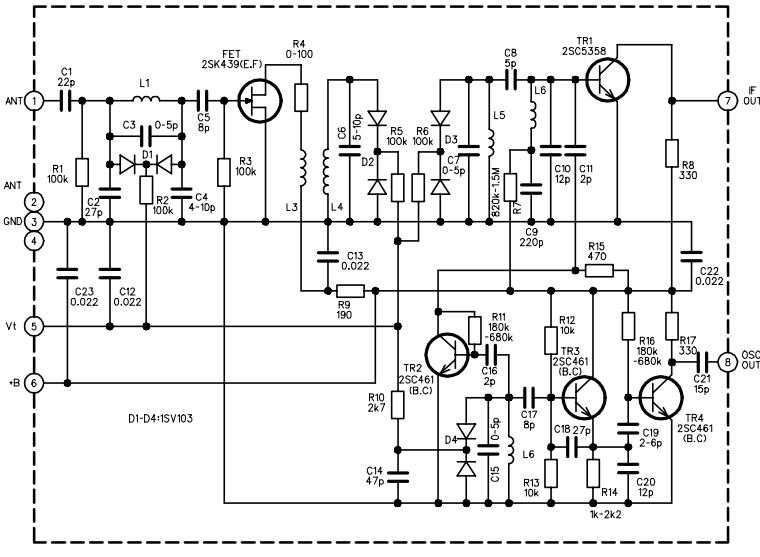 FET
2SK439(E.F)
R4
0-100
TR1
2SC5358
C8
5p
C1
22p
L1
C5
8p
ANT 1
C3
0-5p
D1
R1
100k
R2
100k
R3
100k
C2
27p
C4
4-10p
C6
5-10p
D2
R5
100k
R6
100k
D3
C7
0-5p
L5
L6
820k-1.5M
R7
C9
220p
C10
12p
C11
2p
7 IF
OUT
R8
330
ANT
2
GND 3
4
L3
L4
C23
0.022
C12
0.022
C13
0.022
R9
190
R15
470
C22
0.022
Vt 5
+B 6
R11
180k
-680k
TR2
2SC461
(B.C)
C16
2p
R12
10k
TR3
2SC461
(B.C)
R16
180k
-680k
R17
330
8 OSC
OUT
C21
15p
TR4
2SC461
(B.C)
D1-D4:1SV103
R10
2k7
D4
0-5p
C15
L6
C17
8p
C18
27p
C19
2-6p
C14
47p
R13
10k
R14
1k-2k2
C20
12p